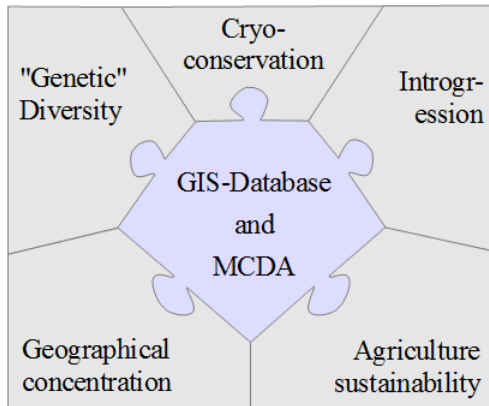 Cryo-
conservation
"Genetic"
Diversity
Introgr-
ession
GIS-Database
and
MCDA
Geographical
concentration
Agriculture
sustainability